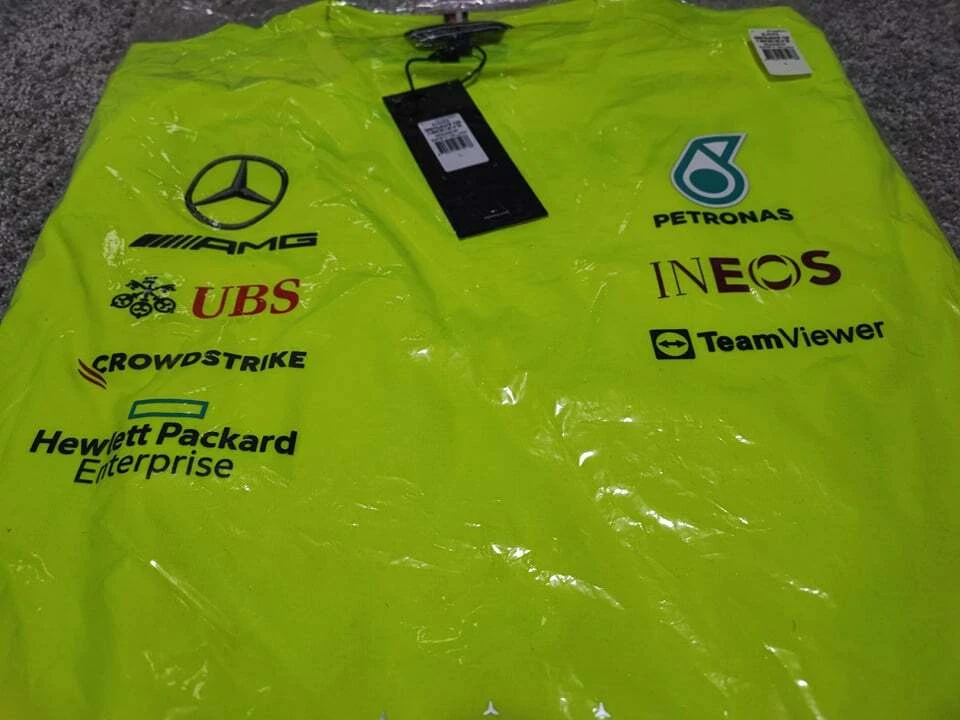 AMG
UBS
CROWDSTRIKE
Hewlett Packard
Enterprise
PETRONAS
INEOS
TeamViewer